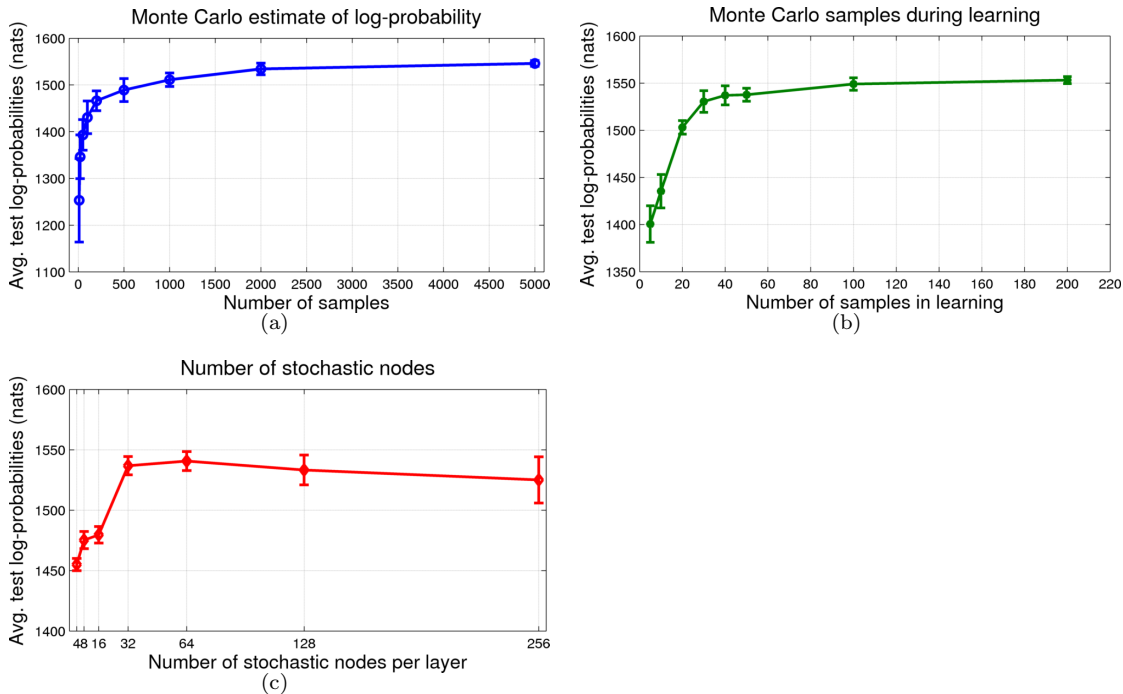 Monte Carlo estimate of log-probability
Avg. test log-probabilities (nats)
1600
1500
1400
1300
1200
1100
0 500 1000 1500 2000 2500 3000 3500 4000 4500 5000
Number of samples
(a)
Monte Carlo samples during learning
Avg. test log-probabilities (nats)
1600
1550
1500
1450
1400
1350
0 20 40 60 80 100 120 140 160 180 200 220
Number of samples in learning
(b)
Number of stochastic nodes
Avg. test log-probabilities (nats)
1600
1550
1500
1450
1400
4 8 16 32 64 128 256
Number of stochastic nodes per layer
(c)